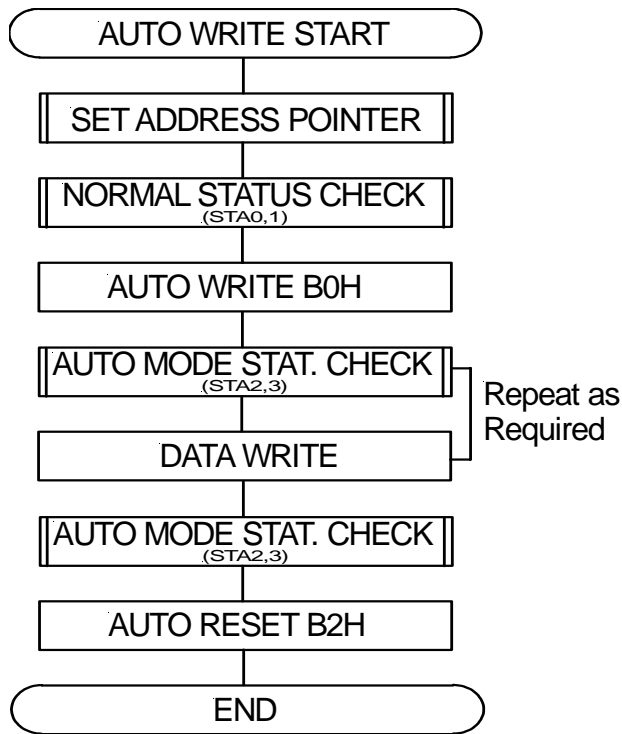 AUTO WRITE START
SET ADDRESS POINTER
NORMAL STATUS CHECK
(STA0,1)
AUTO WRITE B0H
AUTO MODE STAT. CHECK
(STA2,3)
Repeat as
Required
DATA WRITE
AUTO MODE STAT. CHECK
(STA2,3)
AUTO RESET B2H
END